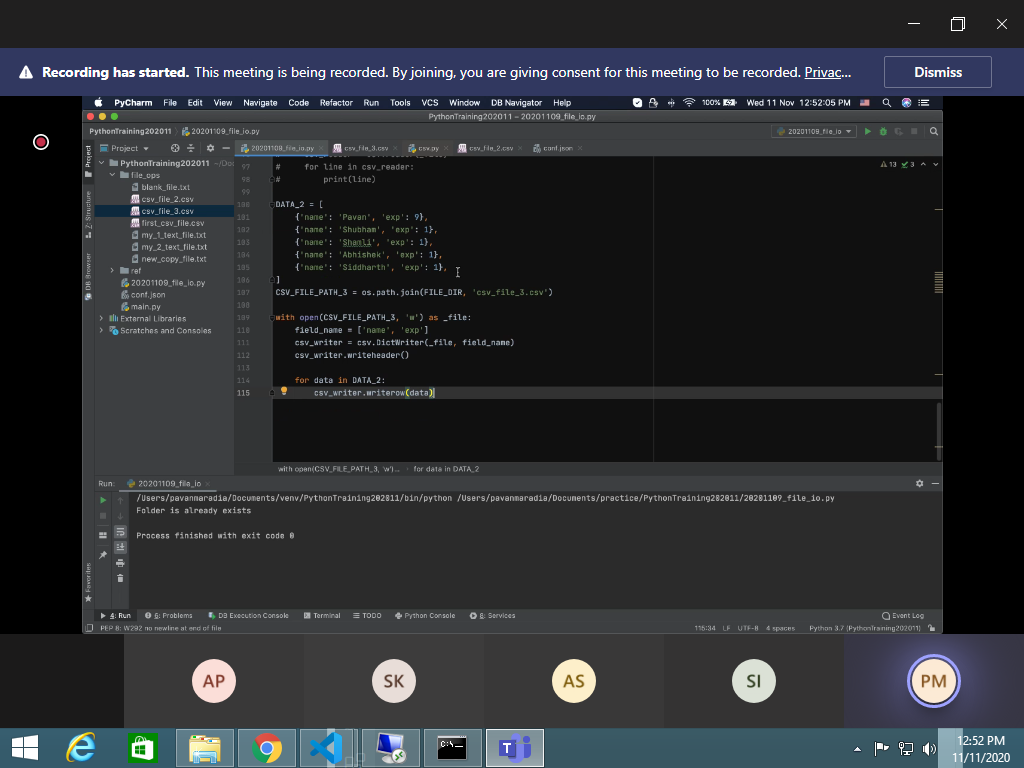 Recording has started. This meeting is being recorded. By joining, you are giving consent for this meeting to be recorded. Privac...
Dismiss
PyCharm File Edit View Navigate Code Refactor Run Tools VCS Window DB Navigator Help
100% Wed 11 Nov 12:52:05 PM
PyTraining202011 – 20201109_file_io.py
PythonTraining202011 20201109_file_io.py
20201109_file_io
Project
20201109_file_io.py csv_file_3.csv csv.py csv_file_2.csv conf.json
PythonTraining202011 ~/Doc
file_ops
blank_file.txt
csv_file_2.csv
csv_file_3.csv
first_csv_file.csv
my_1_text_file.txt
my_2_text_file.txt
new_copy_file.txt
ref
20201109_file_io.py
conf.json
main.py
External Libraries
Scratches and Consoles
Project
Z: Structure
DB Browser
Favorites
13 3
97 # for line in csv_reader:
98 # print(line)
99
100 DATA_2 = [
101 {'name': 'Pavan', 'exp': 9},
102 {'name': 'Shubham', 'exp': 1},
103 {'name': 'Shamli', 'exp': 1},
104 {'name': 'Abhishek', 'exp': 1},
105 {'name': 'Siddharth', 'exp': 1},
106 ]
107 CSV_FILE_PATH_3 = os.path.join(FILE_DIR, 'csv_file_3.csv')
108
109 with open(CSV_FILE_PATH_3, 'w') as _file:
110 field_name = ['name', 'exp']
111 csv_writer = csv.DictWriter(_file, field_name)
112 csv_writer.writeheader()
113
114 for data in DATA_2:
115 csv_writer.writerow(data)
with open(CSV_FILE_PATH_3, 'w')... › for data in DATA_2
Run: 20201109_file_io
/Users/pavanmaradia/Documents/venv/PythonTraining202011/bin/python /Users/pavanmaradia/Documents/practice/PythonTraining202011/20201109_file_io.py
Folder is already exists
Process finished with exit code 0
4: Run 6: Problems DB Execution Console Terminal TODO Python Console 8: Services Event Log
PEP 8: W292 no newline at end of file
115:34 LF UTF-8 4 spaces Python 3.7 (PythonTraining202011)
AP
SK
AS
SI
PM
12:52 PM
11/11/2020